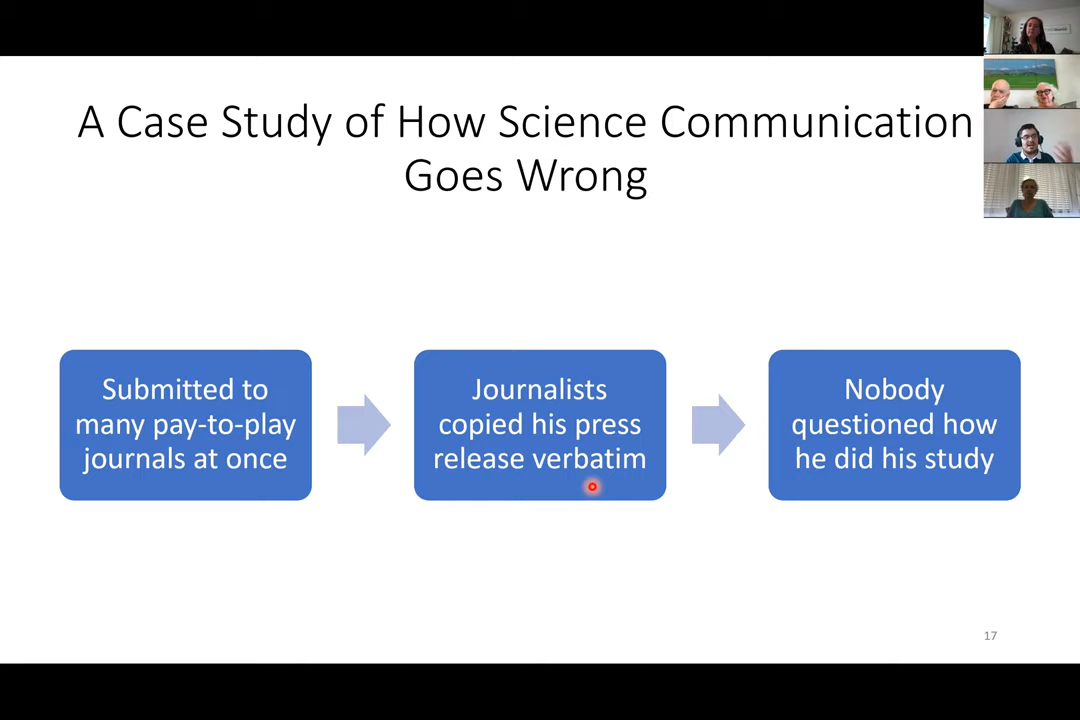 A Case Study of How Science Communication
Goes Wrong
Submitted to
many pay-to-play
journals at once
Journalists
copied his press
release verbatim
Nobody
questioned how
he did his study
17